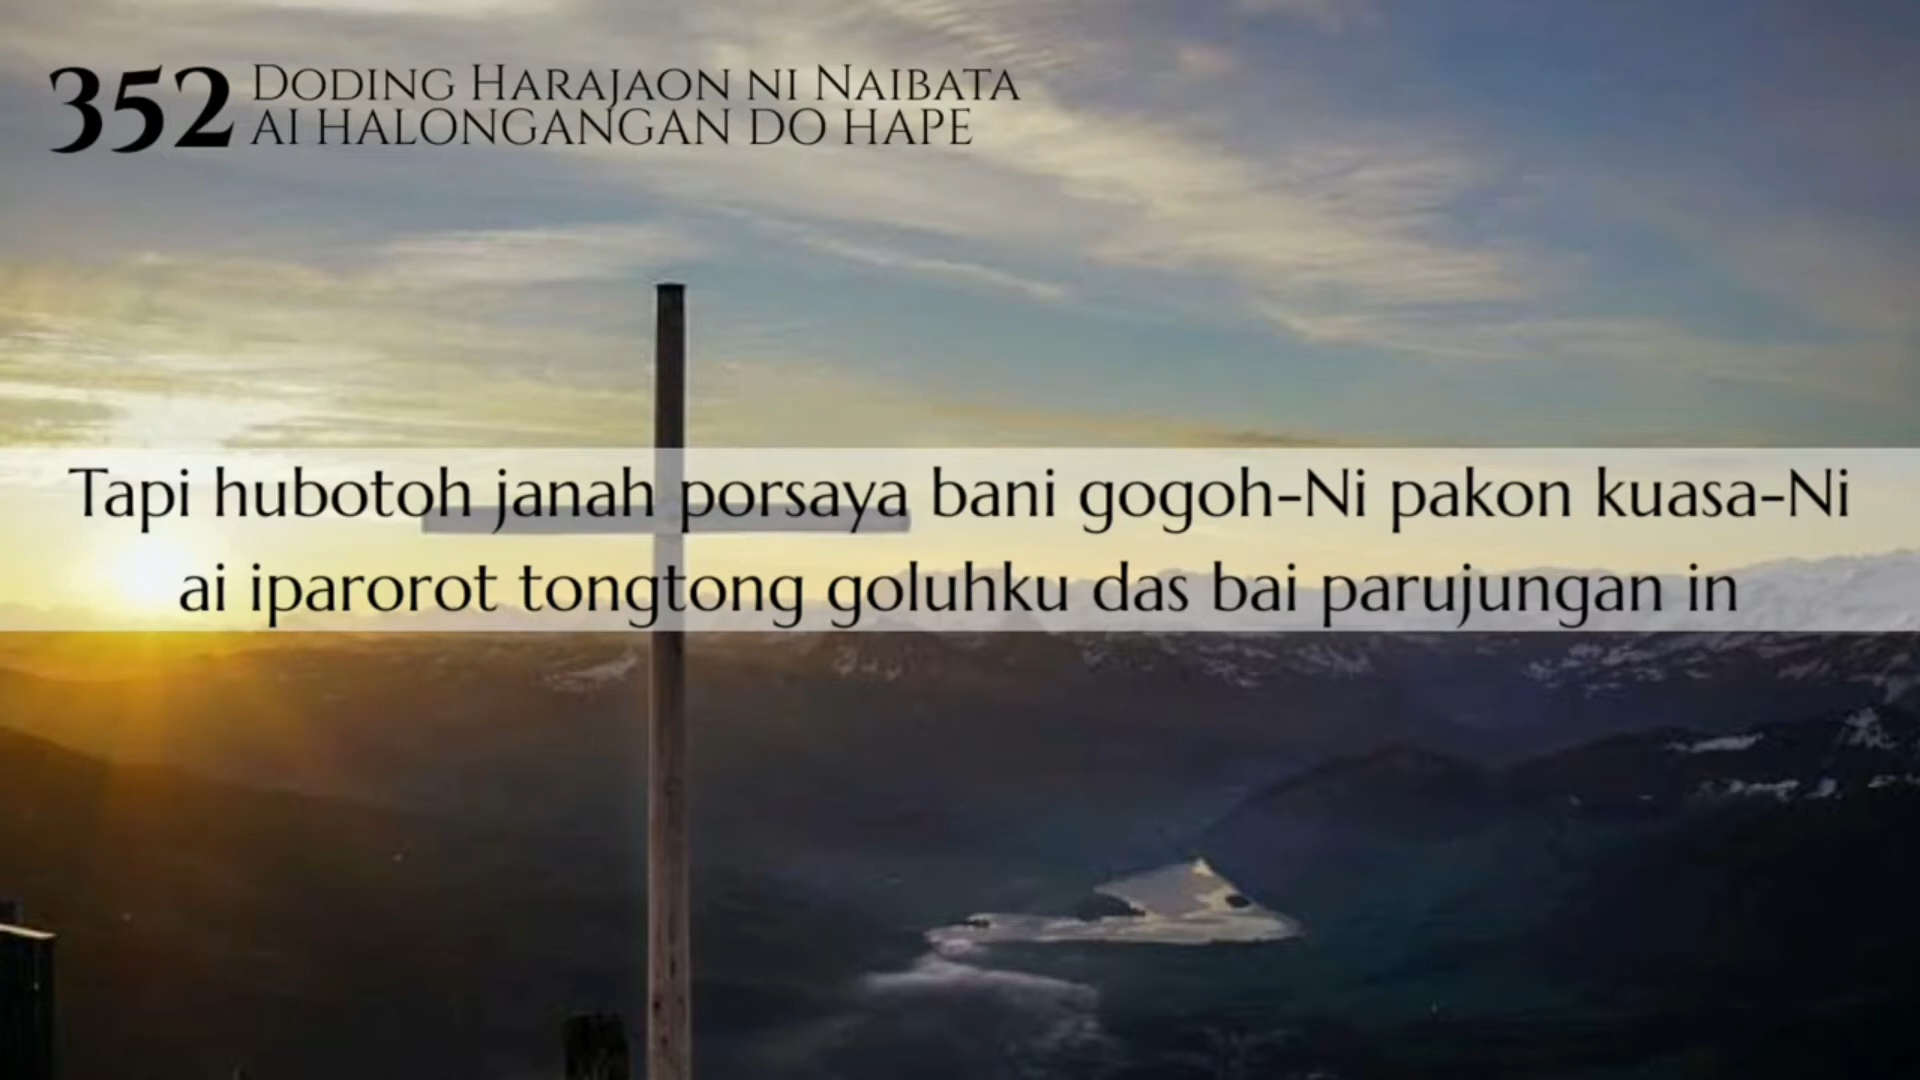 352 DODING HARAJAON NI NAIBATA
AI HALONGANGAN DO HAPE
Tapi hubotoh janah porsaya bani gogoh-Ni pakon kuasa-Ni
ai iparorot tongtong goluhku das bai parujungan in